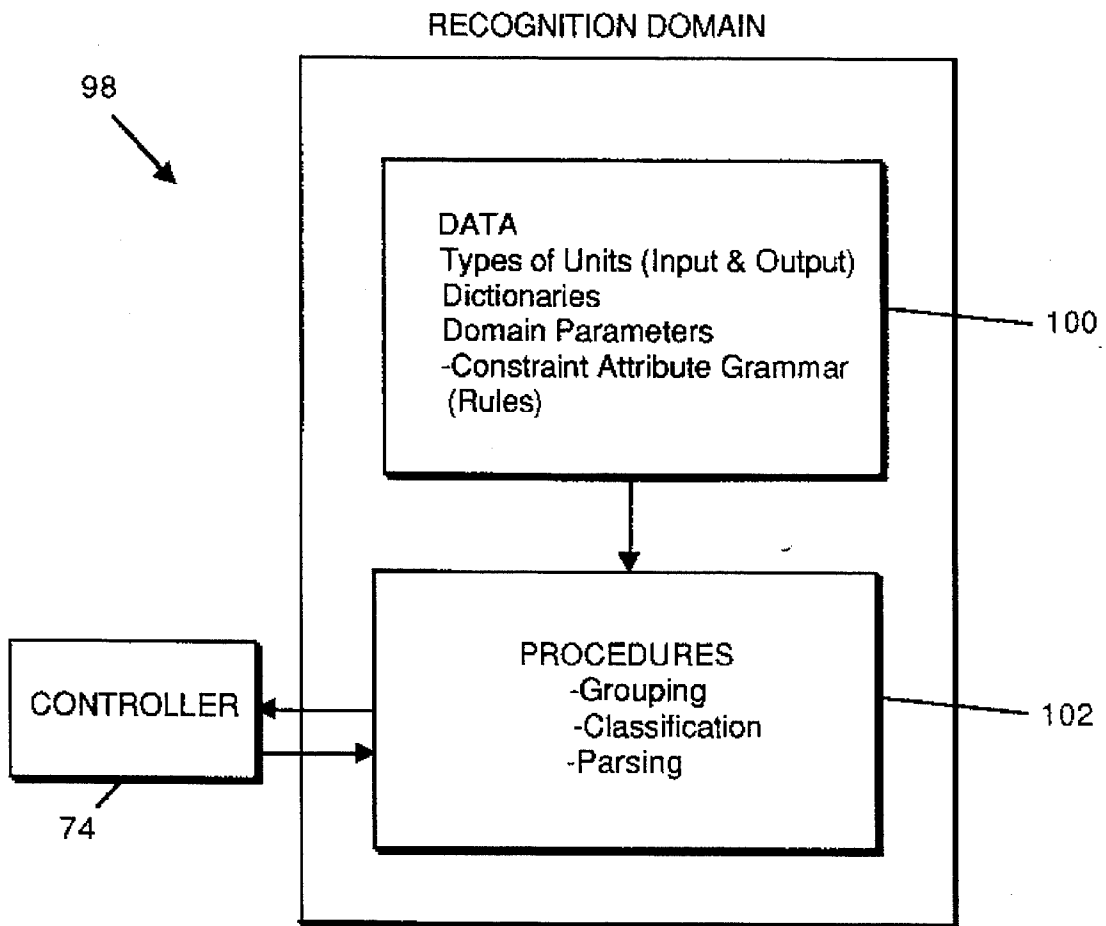 RECOGNITION DOMAIN
98
DATA
Types of Units (Input & Output)
Dictionaries
Domain Parameters
-Constraint Attribute Grammar
(Rules)
100
PROCEDURES
-Grouping
-Classification
-Parsing
CONTROLLER
102
74